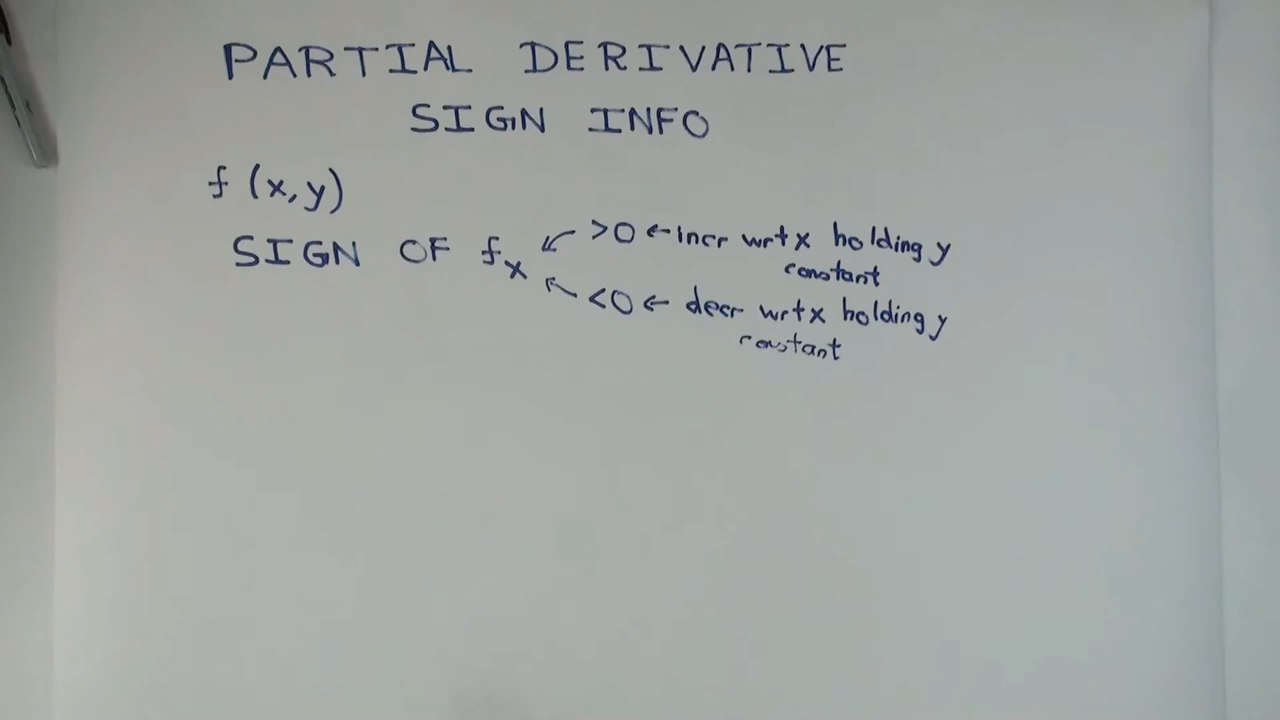 PARTIAL DERIVATIVE
SIGN INFO
f (x,y)
SIGN OF fx >0 ← incr wrt x holding y
constant
<0 ← decr wrt x holding y
constant